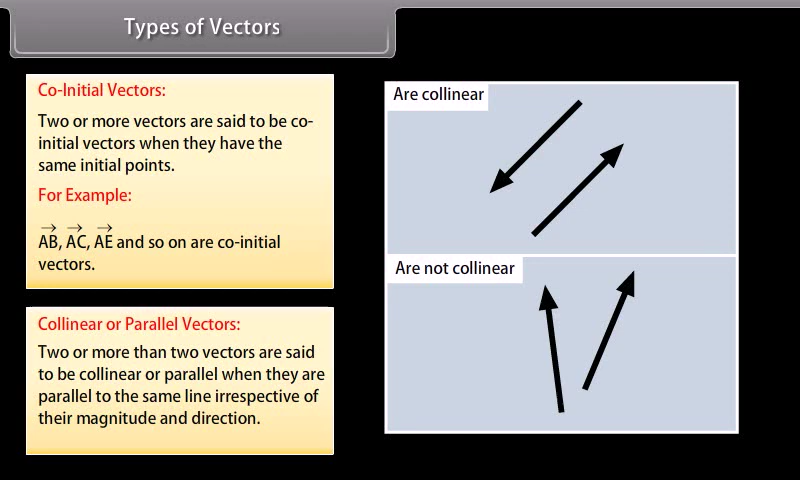 Types of Vectors
Co-Initial Vectors:
Two or more vectors are said to be co-
initial vectors when they have the
same initial points.
For Example:
A⃗B⃗, A⃗C⃗, A⃗E⃗ and so on are co-initial
vectors.
Collinear or Parallel Vectors:
Two or more than two vectors are said
to be collinear or parallel when they are
parallel to the same line irrespective of
their magnitude and direction.
Are collinear
Are not collinear